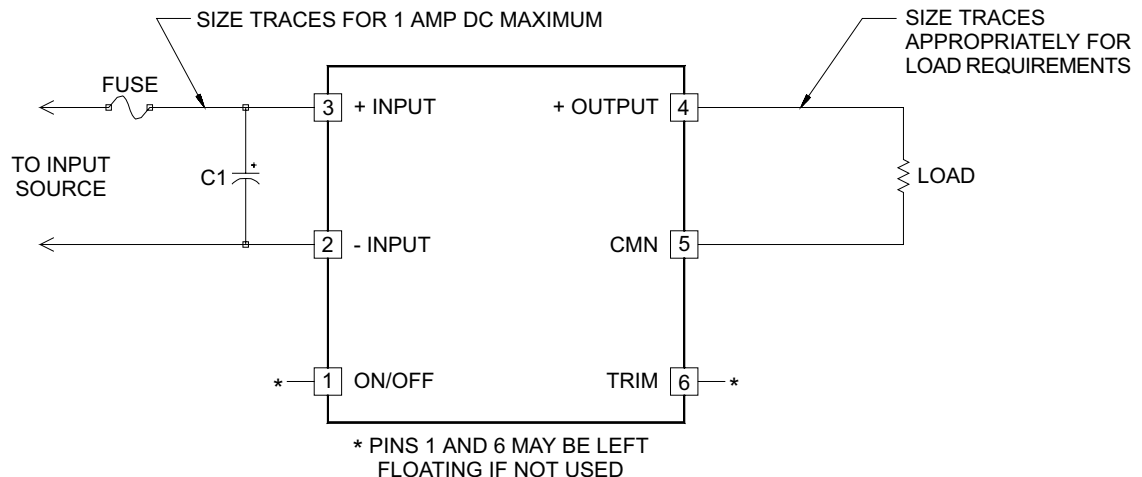 SIZE TRACES FOR 1 AMP DC MAXIMUM
SIZE TRACES
APPROPRIATELY FOR
LOAD REQUIREMENTS
FUSE
3 + INPUT
+ OUTPUT 4
TO INPUT
SOURCE
C1 +
LOAD
2 - INPUT
CMN 5
* 1 ON/OFF
TRIM 6 *
* PINS 1 AND 6 MAY BE LEFT
FLOATING IF NOT USED